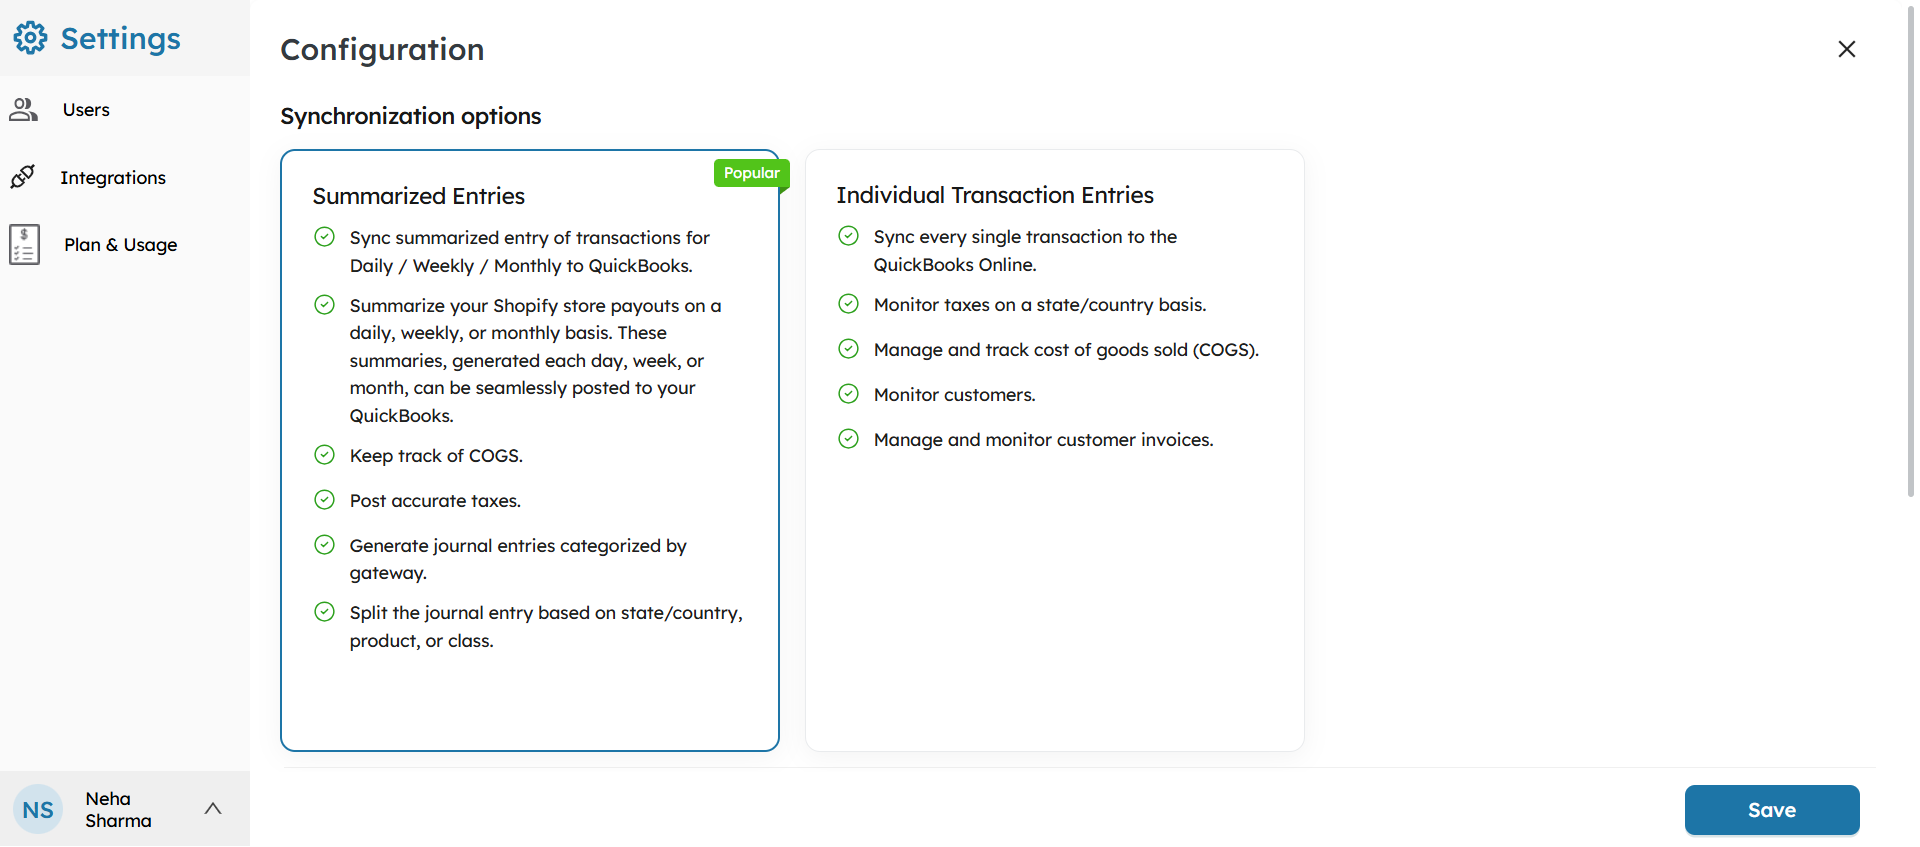 Settings
Users
Integrations
$
Plan & Usage
NS
Neha
Sharma
Configuration
Synchronization options
Popular
Summarized Entries
Sync summarized entry of transactions for
Daily / Weekly / Monthly to QuickBooks.
Summarize your Shopify store payouts on a
daily, weekly, or monthly basis. These
summaries, generated each day, week, or
month, can be seamlessly posted to your
QuickBooks.
Keep track of COGS.
Post accurate taxes.
Generate journal entries categorized by
gateway.
Split the journal entry based on state/country,
product, or class.
Individual Transaction Entries
Sync every single transaction to the
QuickBooks Online.
Monitor taxes on a state/country basis.
Manage and track cost of goods sold (COGS).
Monitor customers.
Manage and monitor customer invoices.
Save